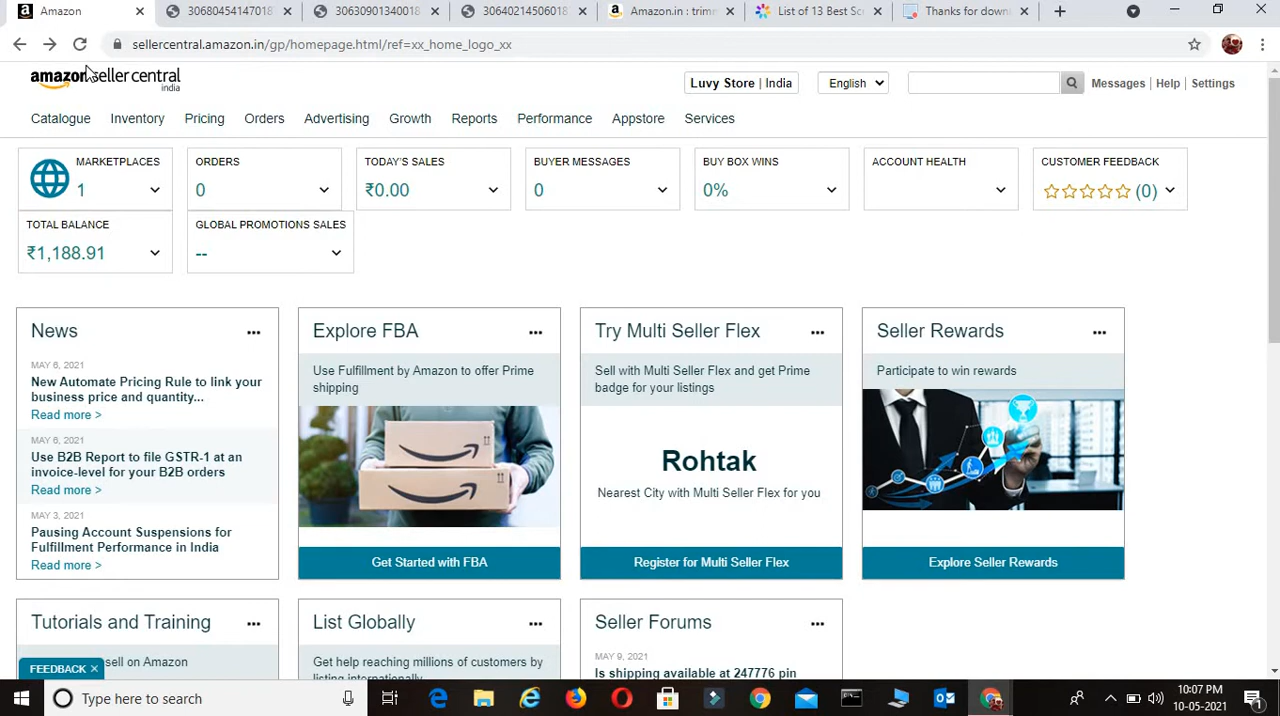 Amazon
30680454147018
30630901340018
30640214506018
Amazon.in : trimm
List of 13 Best Scr
Thanks for downl
sellercentral.amazon.in/gp/homepage.html/ref=xx_home_logo_xx
amazon seller central
india
Luvy Store | India
English
Messages | Help | Settings
Catalogue Inventory Pricing Orders Advertising Growth Reports Performance Appstore Services
MARKETPLACES
1
ORDERS
0
TODAY'S SALES
₹0.00
BUYER MESSAGES
0
BUY BOX WINS
0%
ACCOUNT HEALTH
CUSTOMER FEEDBACK
(0)
TOTAL BALANCE
₹1,188.91
GLOBAL PROMOTIONS SALES
--
News
MAY 6, 2021
New Automate Pricing Rule to link your
business price and quantity...
Read more >
MAY 6, 2021
Use B2B Report to file GSTR-1 at an
invoice-level for your B2B orders
Read more >
MAY 3, 2021
Pausing Account Suspensions for
Fulfillment Performance in India
Read more >
Explore FBA
Use Fulfillment by Amazon to offer Prime
shipping
Get Started with FBA
Try Multi Seller Flex
Sell with Multi Seller Flex and get Prime
badge for your listings
Rohtak
Nearest City with Multi Seller Flex for you
Register for Multi Seller Flex
Seller Rewards
Participate to win rewards
Explore Seller Rewards
Tutorials and Training
sell on Amazon
FEEDBACK ×
List Globally
Get help reaching millions of customers by
listing internationally
Seller Forums
MAY 9, 2021
Is shipping available at 247776 pin
Type here to search
10:07 PM
10-05-2021
1